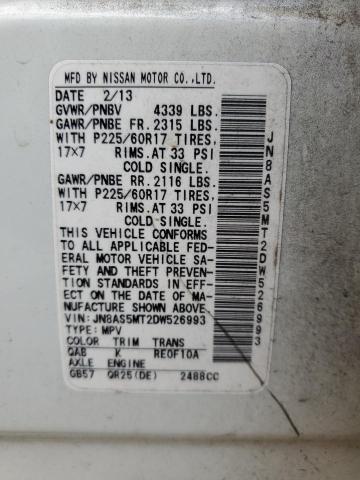 MFD BY NISSAN MOTOR CO.,LTD.
DATE 2/13
GVWR/PNBV 4339 LBS.
GAWR/PNBE FR. 2315 LBS.
WITH P225/60R17 TIRES,
17×7 RIMS. AT 33 PSI
COLD SINGLE.
GAWR/PNBE RR. 2116 LBS.
WITH P225/60R17 TIRES,
17×7 RIMS. AT 33 PSI
COLD SINGLE.
THIS VEHICLE CONFORMS
TO ALL APPLICABLE FED-
ERAL MOTOR VEHICLE SA-
FETY AND THEFT PREVEN-
TION STANDARDS IN EFF-
ECT ON THE DATE OF MA-
NUFACTURE SHOWN ABOVE.
VIN: JN8AS5MT2DW526993
TYPE: MPV
COLOR TRIM TRANS
QAB K RE0F10A
AXLE ENGINE
GB57 QR25(DE) 2488CC
JN8AS5MT2DW526993